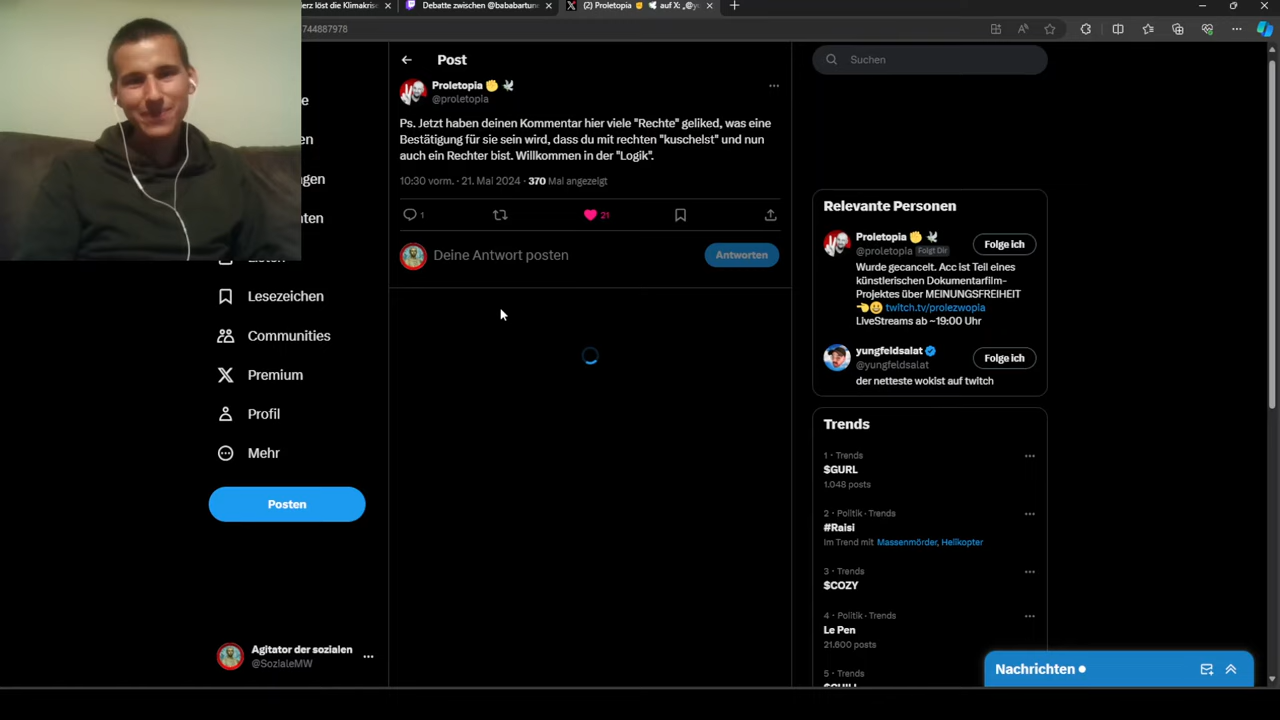 erz löst die Klimakrise
Debatte zwischen @bababartun
(2) Proletopia auf X: „@y
744887978
Post
Proletopia
@proletopia
Ps. Jetzt haben deinen Kommentar hier viele "Rechte" geliked, was eine
Bestätigung für sie sein wird, dass du mit rechten "kuschelst" und nun
auch ein Rechter bist. Willkommen in der "Logik".
10:30 vorm. · 21. Mai 2024 · 370 Mal angezeigt
1
21
Deine Antwort posten
Antworten
Lesezeichen
Communities
Premium
Profil
Mehr
Posten
Agitator der sozialen
@SozialeMW
Suchen
Relevante Personen
Proletopia
@proletopia Folgt Dir
Folge ich
Wurde gecancelt. Acc ist Teil eines
künstlerischen Dokumentarfilm-
Projektes über MEINUNGSFREIHEIT
twitch.tv/prolezwopia
LiveStreams ab ~19:00 Uhr
yungfeldsalat
@yungfeldsalat
Folge ich
der netteste wokist auf twitch
Trends
1 · Trends
$GURL
1.048 posts
2 · Politik · Trends
#Raisi
Im Trend mit Massenmörder, Helikopter
3 · Trends
$COZY
4 · Politik · Trends
Le Pen
21.600 posts
5 · Trends
Nachrichten